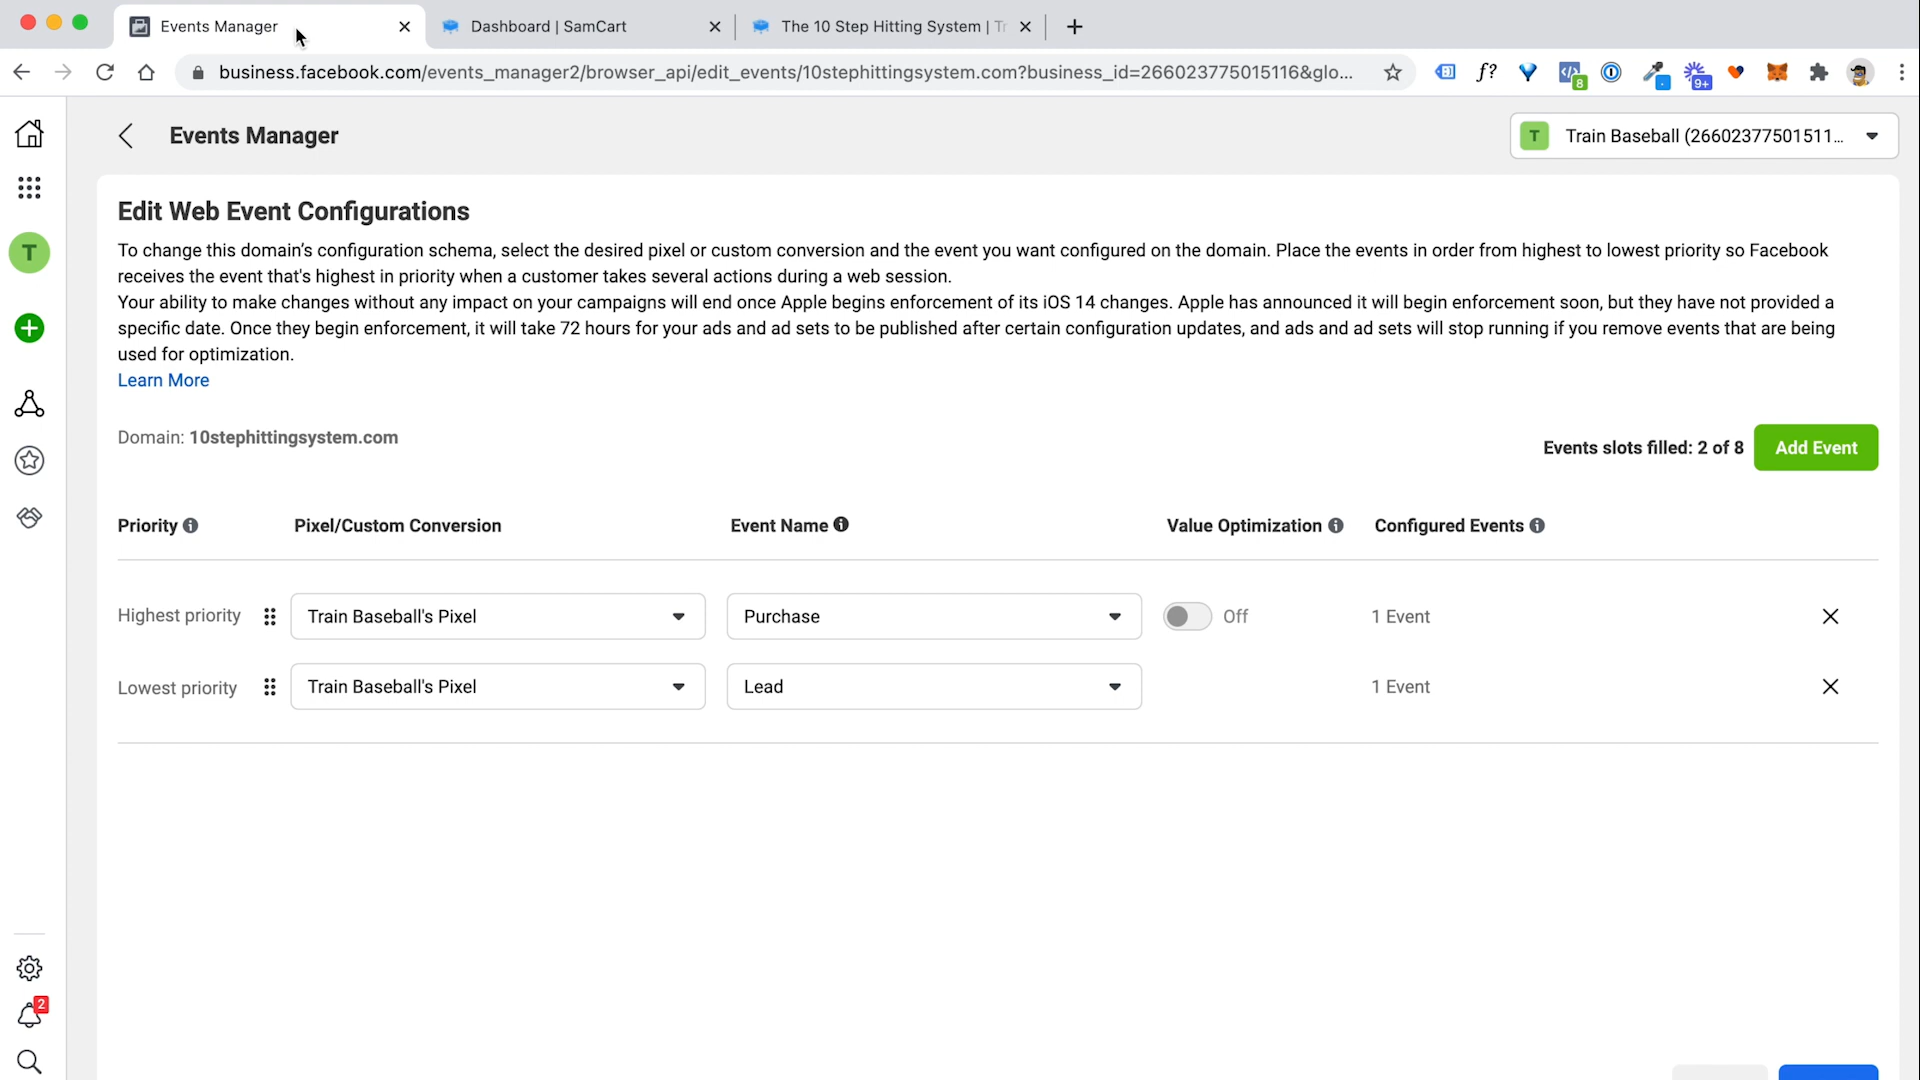 Events Manager
Dashboard | SamCart
The 10 Step Hitting System | Tr
business.facebook.com/events_manager2/browser_api/edit_events/10stephittingsystem.com?business_id=266023775015116&glo...
f?
8
9+
Events Manager
T
Train Baseball (26602377501511...
T
Edit Web Event Configurations
To change this domain's configuration schema, select the desired pixel or custom conversion and the event you want configured on the domain. Place the events in order from highest to lowest priority so Facebook
receives the event that's highest in priority when a customer takes several actions during a web session.
Your ability to make changes without any impact on your campaigns will end once Apple begins enforcement of its iOS 14 changes. Apple has announced it will begin enforcement soon, but they have not provided a
specific date. Once they begin enforcement, it will take 72 hours for your ads and ad sets to be published after certain configuration updates, and ads and ad sets will stop running if you remove events that are being
used for optimization.
Learn More
Domain: 10stephittingsystem.com
Events slots filled: 2 of 8
Add Event
Priority
Pixel/Custom Conversion
Event Name
Value Optimization
Configured Events
Highest priority
Train Baseball's Pixel
Purchase
Off
1 Event
Lowest priority
Train Baseball's Pixel
Lead
1 Event
2